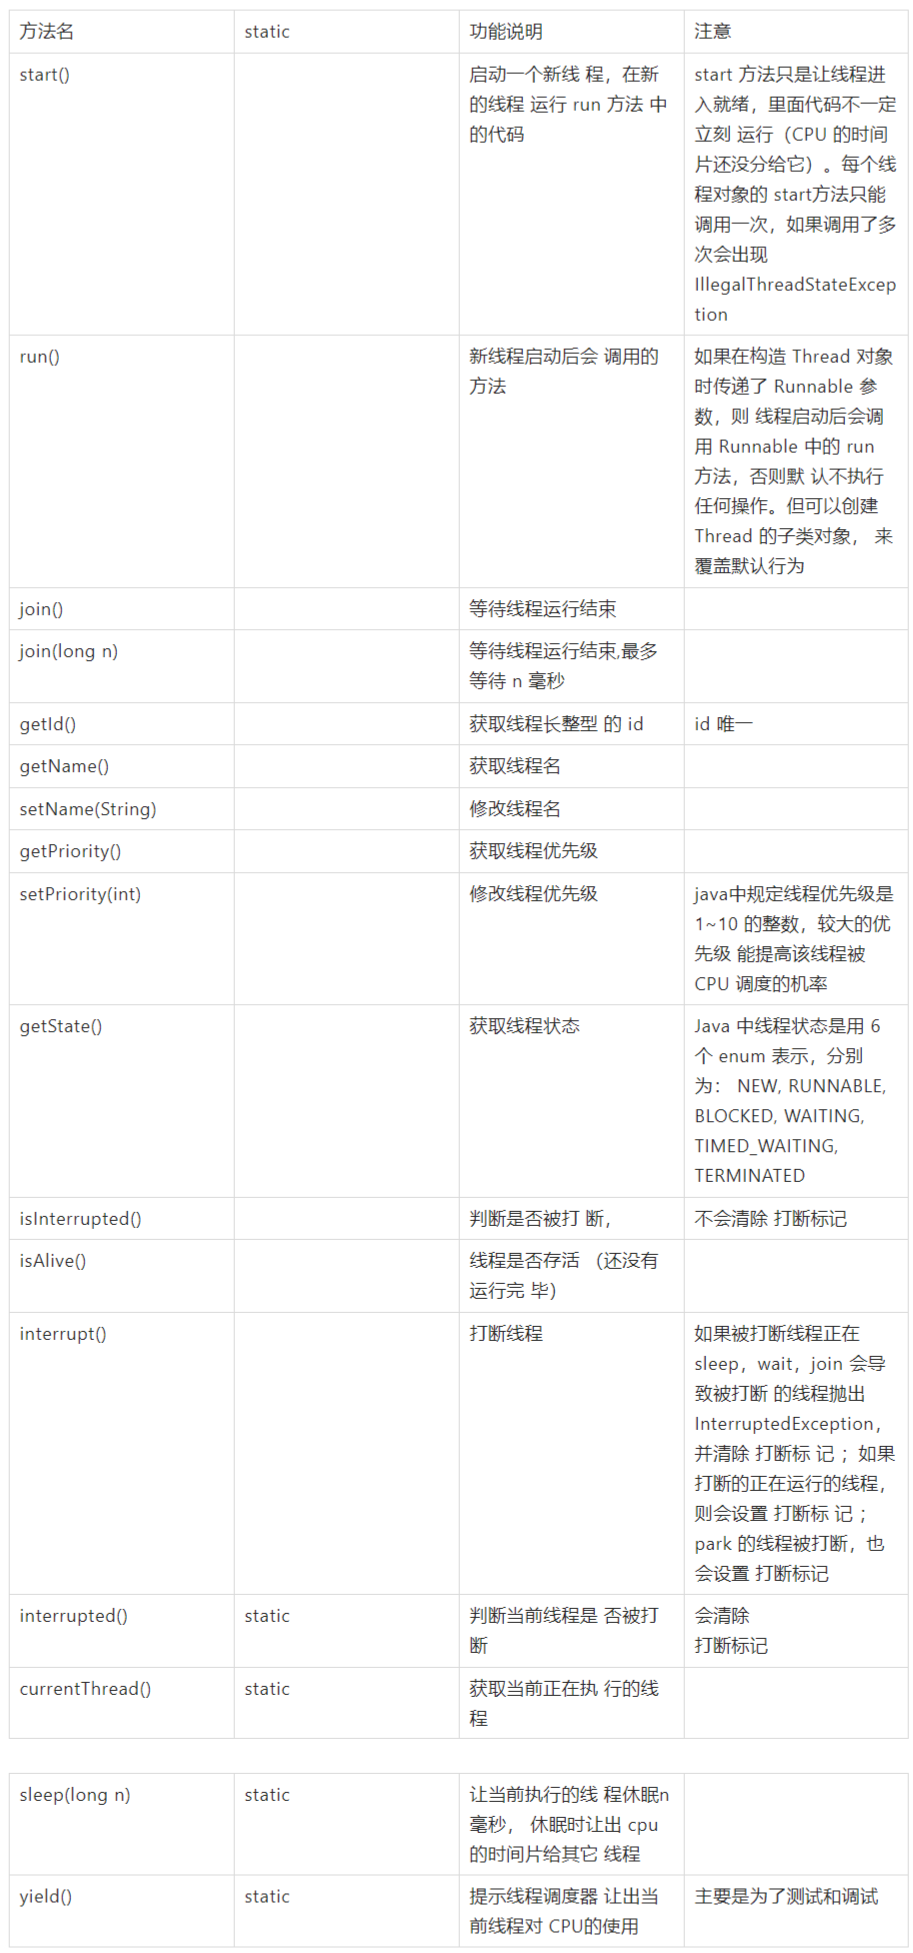 方法名 static 功能说明 注意
start()
启动一个新线 程，在新
的线程 运行 run 方法 中
的代码
start 方法只是让线程进
入就绪，里面代码不一定
立刻 运行（CPU 的时间
片还没分给它）。每个线
程对象的 start方法只能
调用一次，如果调用了多
次会出现
IllegalThreadStateExcep
tion
run()
新线程启动后会 调用的
方法
如果在构造 Thread 对象
时传递了 Runnable 参
数，则 线程启动后会调
用 Runnable 中的 run
方法，否则默 认不执行
任何操作。但可以创建
Thread 的子类对象， 来
覆盖默认行为
join() 等待线程运行结束
join(long n)
等待线程运行结束,最多
等待 n 毫秒
getId() 获取线程长整型 的 id id 唯一
getName() 获取线程名
setName(String) 修改线程名
getPriority() 获取线程优先级
setPriority(int) 修改线程优先级
java中规定线程优先级是
1~10 的整数，较大的优
先级 能提高该线程被
CPU 调度的机率
getState() 获取线程状态
Java 中线程状态是用 6
个 enum 表示，分别
为： NEW, RUNNABLE,
BLOCKED, WAITING,
TIMED_WAITING,
TERMINATED
isInterrupted() 判断是否被打 断， 不会清除 打断标记
isAlive()
线程是否存活 （还没有
运行完 毕）
interrupt() 打断线程
如果被打断线程正在
sleep，wait，join 会导
致被打断 的线程抛出
InterruptedException，
并清除 打断标 记 ；如果
打断的正在运行的线程，
则会设置 打断标 记 ；
park 的线程被打断，也
会设置 打断标记
interrupted() static
判断当前线程是 否被打
断
会清除
打断标记
currentThread() static
获取当前正在执 行的线
程
sleep(long n) static
让当前执行的线 程休眠n
毫秒， 休眠时让出 cpu
的时间片给其它 线程
yield() static
提示线程调度器 让出当
前线程对 CPU的使用
主要是为了测试和调试